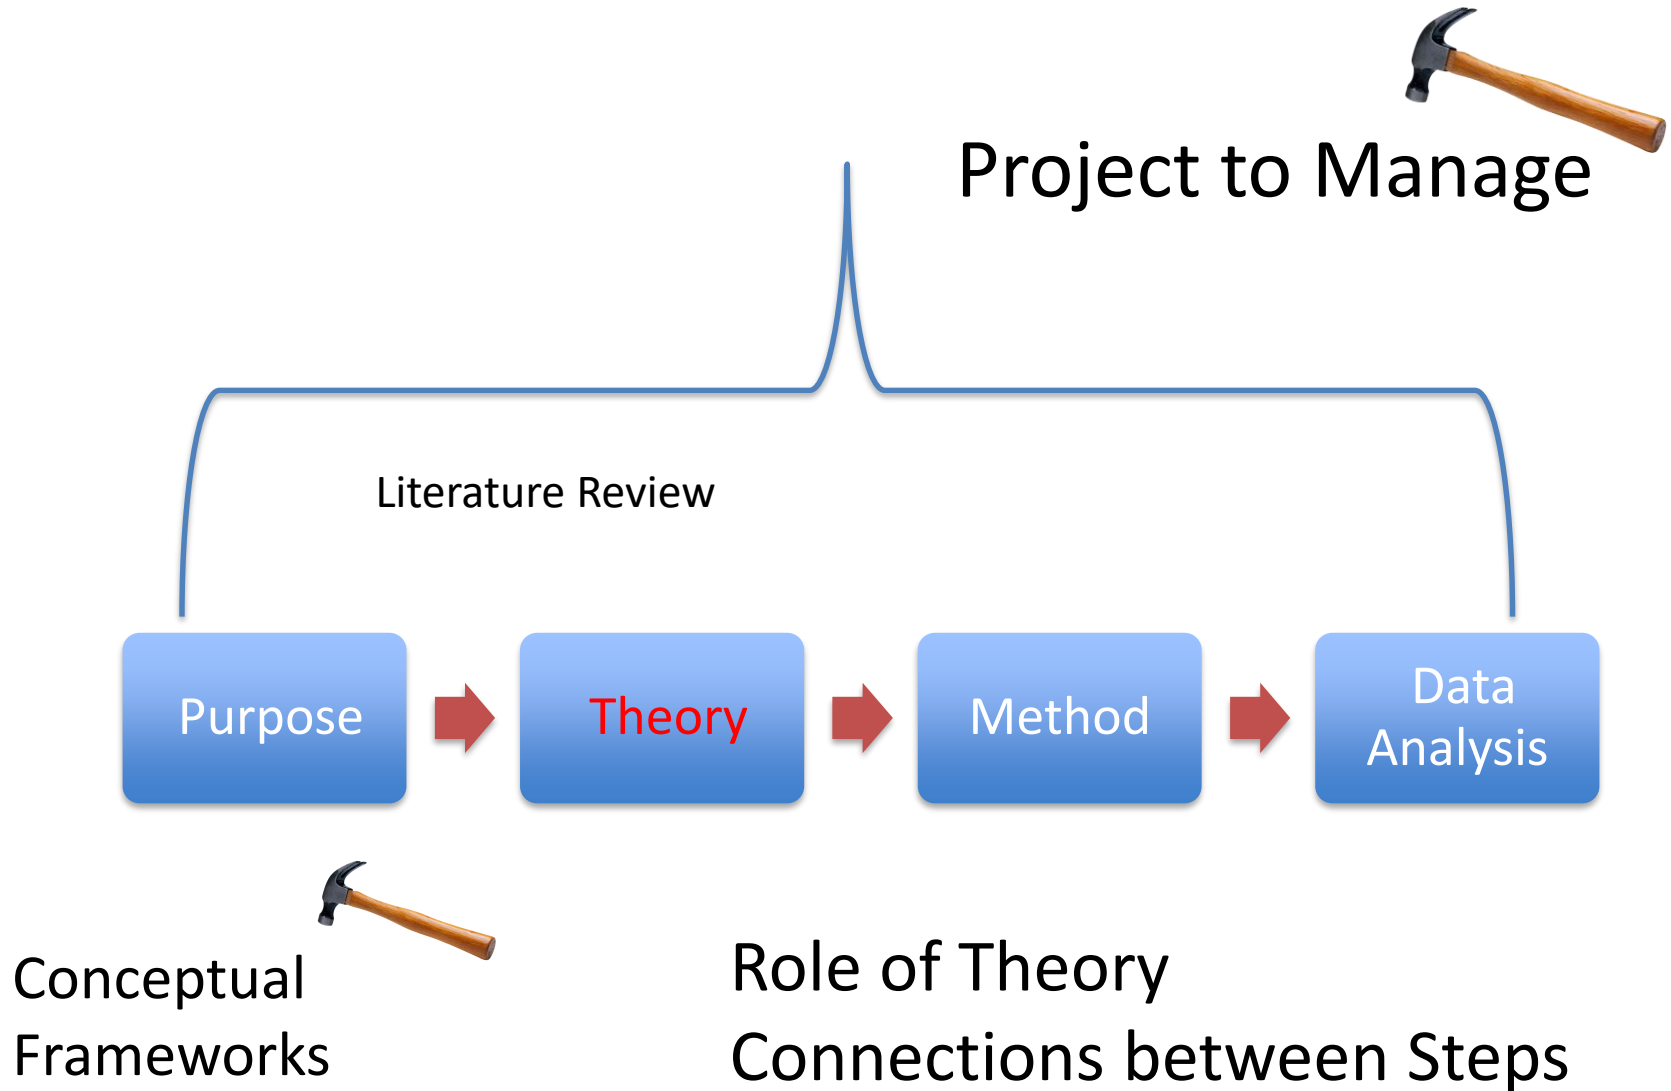 Project to Manage
Literature Review
Purpose
Theory
Method
Data
Analysis
Conceptual
Frameworks
Role of Theory
Connections between Steps